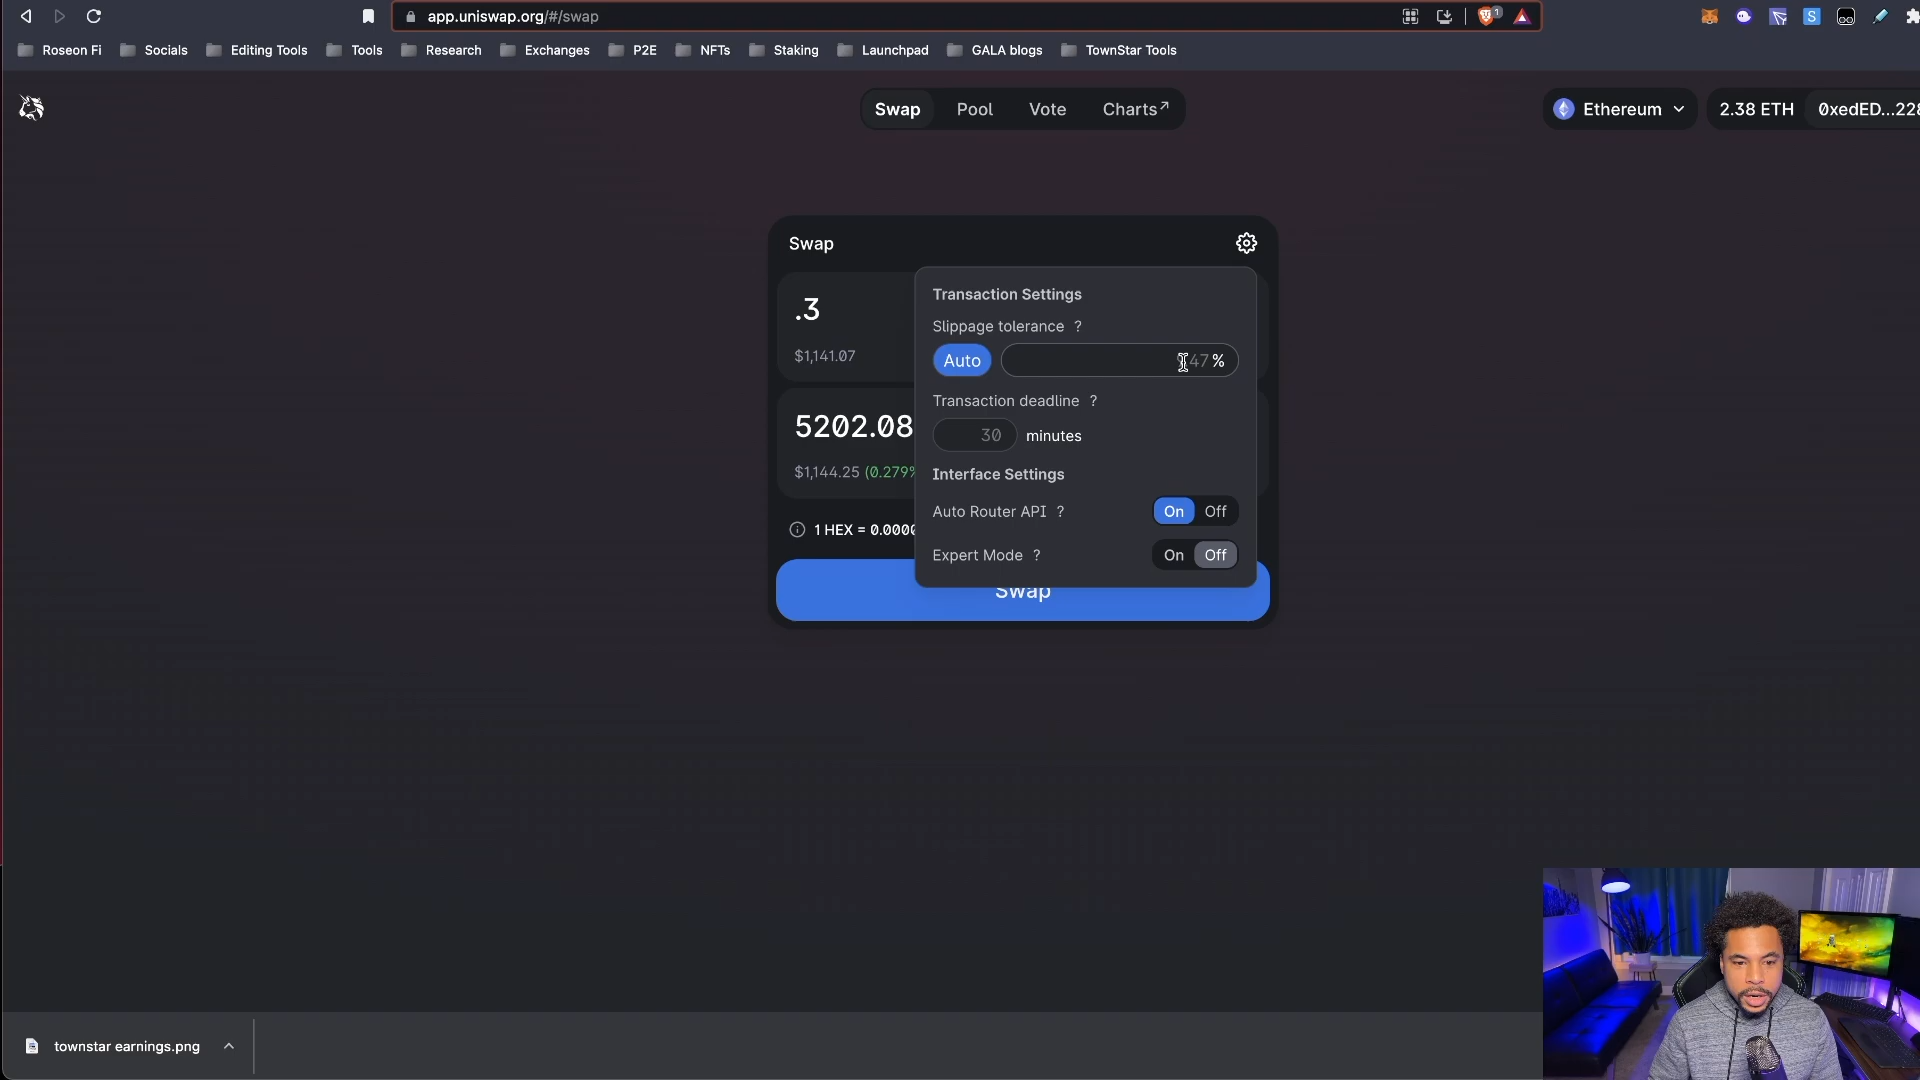 app.uniswap.org/#/swap
1
Roseon Fi
Socials
Editing Tools
Tools
Research
Exchanges
P2E
NFTs
Staking
Launchpad
GALA blogs
TownStar Tools
Swap
Pool
Vote
Charts↗
Ethereum
2.38 ETH
0xedED...228
Swap
.3
$1,141.07
5202.08
$1,144.25 (0.279%
1 HEX = 0.0000
Swap
Transaction Settings
Slippage tolerance ?
Auto
47 %
Transaction deadline ?
30 minutes
Interface Settings
Auto Router API ?
On Off
Expert Mode ?
On Off
townstar earnings.png